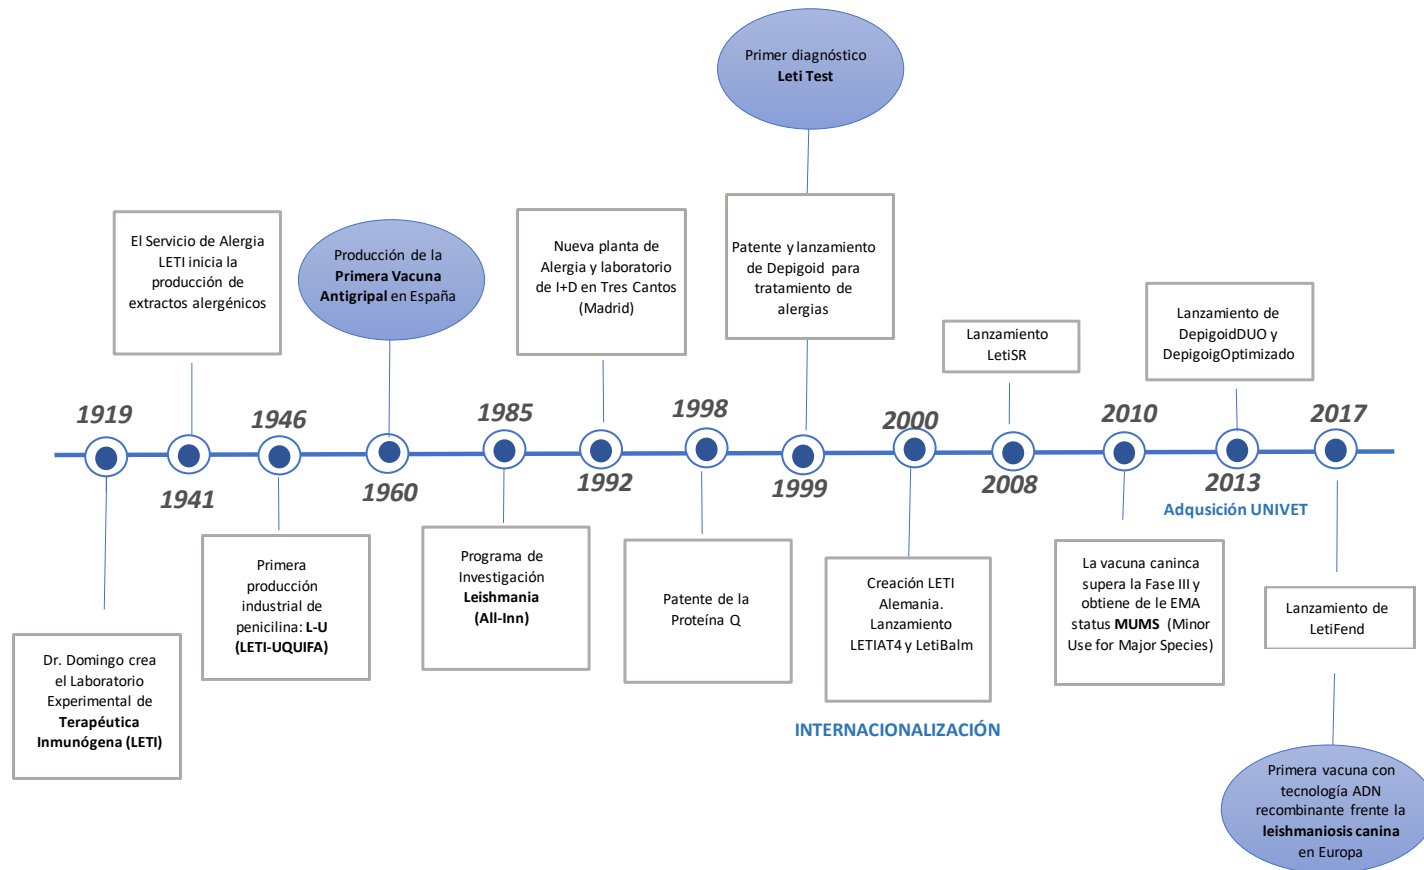 Primer diagnóstico
Leti Test
El Servicio de Alergia
LETI inicia la
producción de
extractos alergénicos
Producción de la
Primera Vacuna
Antigripal en España
Nueva planta de
Alergia y laboratorio
de I+D en Tres Cantos
(Madrid)
Patente y lanzamiento
de Depigoid para
tratamiento de
alergias
Lanzamiento
LetiSR
Lanzamiento de
DepigoidDUO y
DepigoigOptimizado
1919
1941
1946
1960
1985
1992
1998
1999
2000
2008
2010
2013
2017
Adqusición UNIVET
Dr. Domingo crea
el Laboratorio
Experimental de
Terapéutica
Inmunógena (LETI)
Primera
producción
industrial de
penicilina: L-U
(LETI-UQUIFA)
Programa de
Investigación
Leishmania
(All-Inn)
Patente de la
Proteína Q
Creación LETI
Alemania.
Lanzamiento
LETIAT4 y LetiBalm
INTERNACIONALIZACIÓN
La vacuna caninca
supera la Fase III y
obtiene de le EMA
status MUMS (Minor
Use for Major Species)
Lanzamiento de
LetiFend
Primera vacuna con
tecnología ADN
recombinante frente la
leishmaniosis canina
en Europa